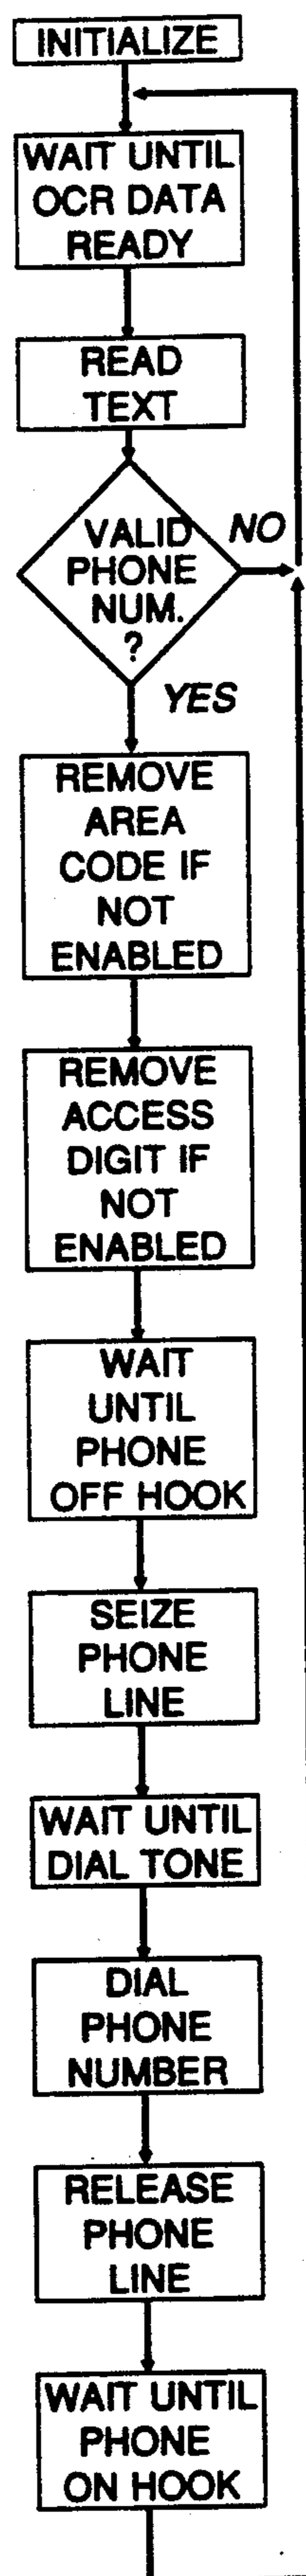 INITIALIZE
WAIT UNTIL
OCR DATA
READY
READ
TEXT
VALID
PHONE
NUM.
?
NO
YES
REMOVE
AREA
CODE IF
NOT
ENABLED
REMOVE
ACCESS
DIGIT IF
NOT
ENABLED
WAIT
UNTIL
PHONE
OFF HOOK
SEIZE
PHONE
LINE
WAIT UNTIL
DIAL TONE
DIAL
PHONE
NUMBER
RELEASE
PHONE
LINE
WAIT UNTIL
PHONE
ON HOOK